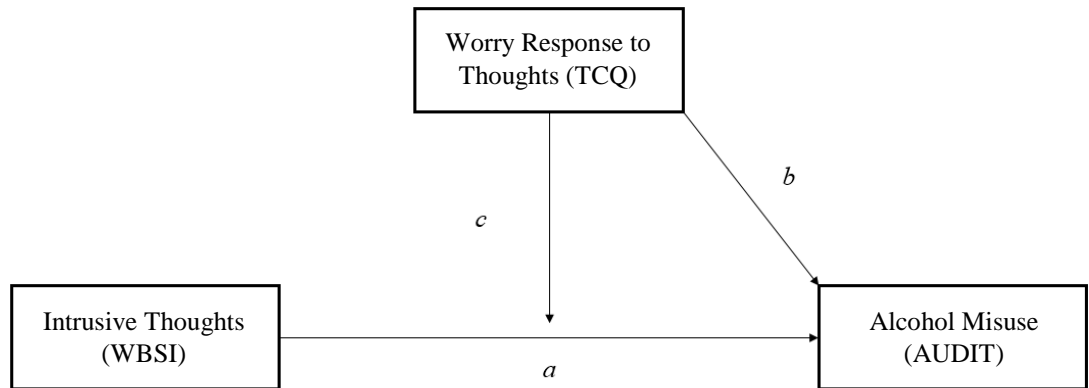 Worry Response to
Thoughts (TCQ)
b
c
Intrusive Thoughts
(WBSI)
Alcohol Misuse
(AUDIT)
a